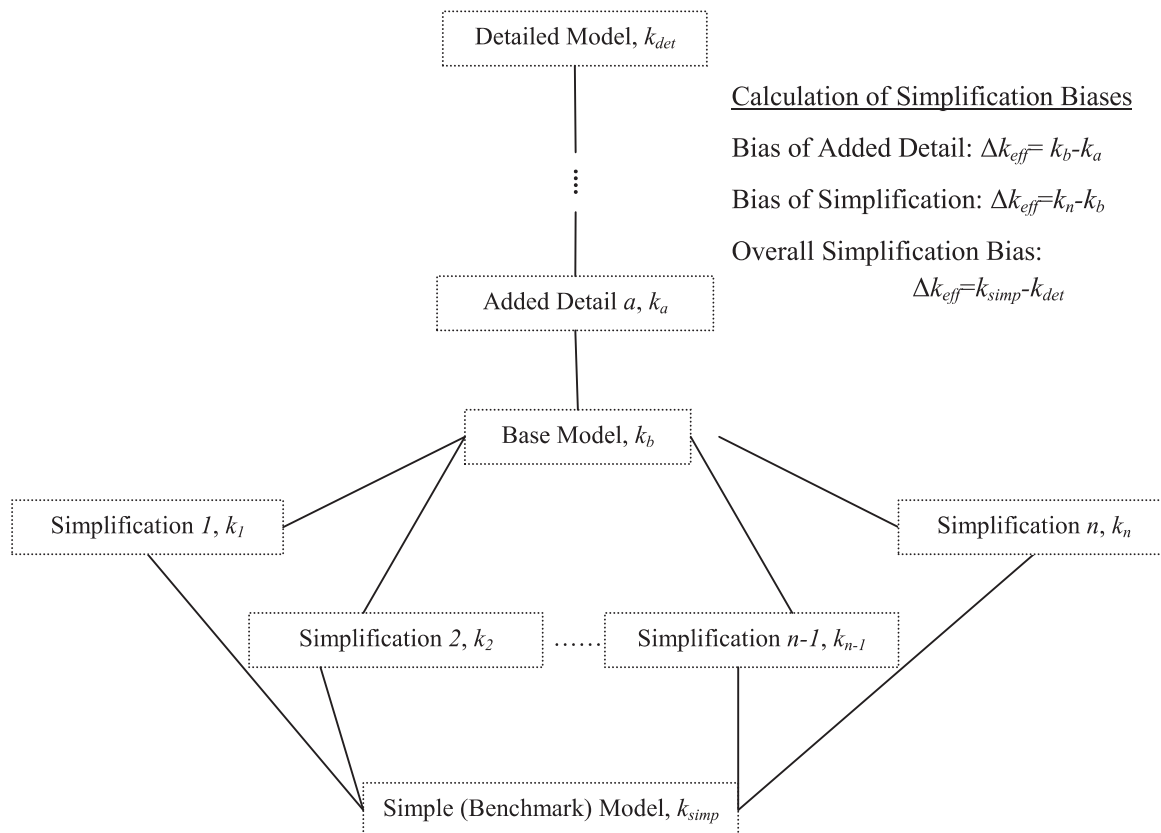 Detailed Model, k_det
Calculation of Simplification Biases
Bias of Added Detail: Δk_eff= k_b-k_a
Bias of Simplification: Δk_eff=k_n-k_b
Overall Simplification Bias:
Δk_eff=k_simp-k_det
Added Detail a, k_a
Base Model, k_b
Simplification 1, k_1
Simplification n, k_n
Simplification 2, k_2
……
Simplification n-1, k_n-1
Simple (Benchmark) Model, k_simp